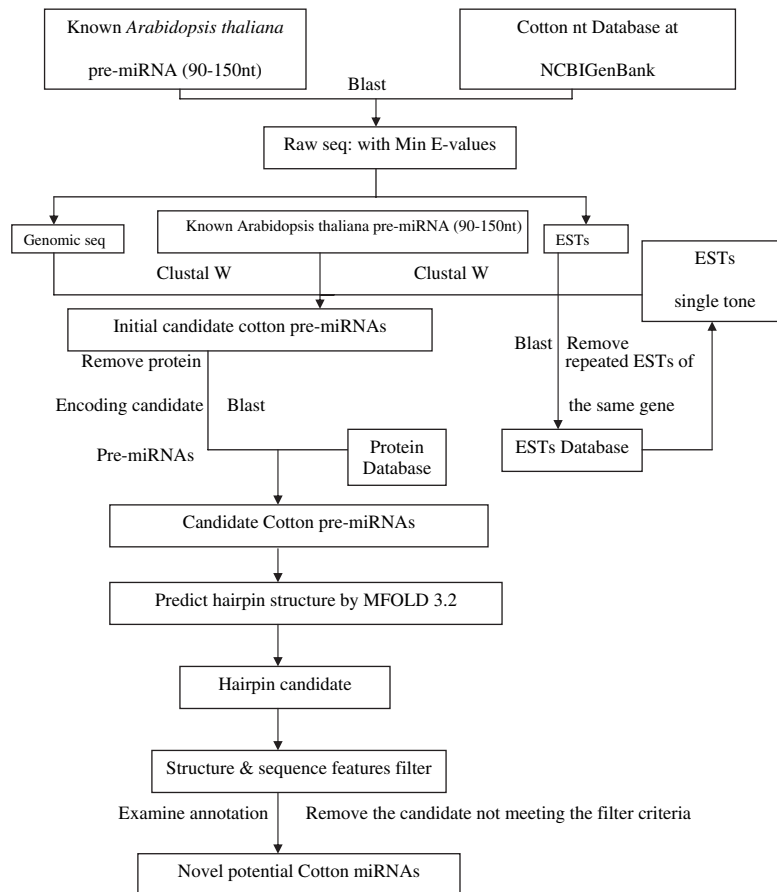 Known Arabidopsis thaliana
pre-miRNA (90-150nt)
Cotton nt Database at
NCBIGenBank
Blast
Raw seq: with Min E-values
Genomic seq
Known Arabidopsis thaliana pre-miRNA (90-150nt)
ESTs
ESTs
single tone
Clustal W
Clustal W
Initial candidate cotton pre-miRNAs
Remove protein
Encoding candidate
Blast
Pre-miRNAs
Blast
Remove
repeated ESTs of
the same gene
Protein
Database
ESTs Database
Candidate Cotton pre-miRNAs
Predict hairpin structure by MFOLD 3.2
Hairpin candidate
Structure & sequence features filter
Examine annotation
Remove the candidate not meeting the filter criteria
Novel potential Cotton miRNAs